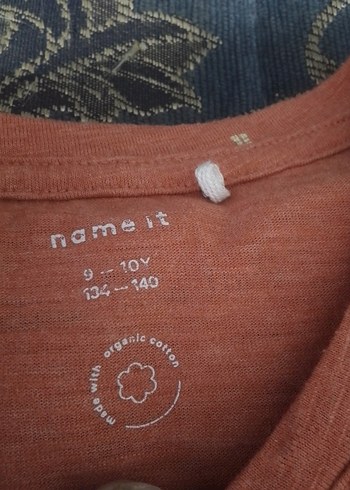 name it
9 - 10Y
134 - 140
made with organic cotton